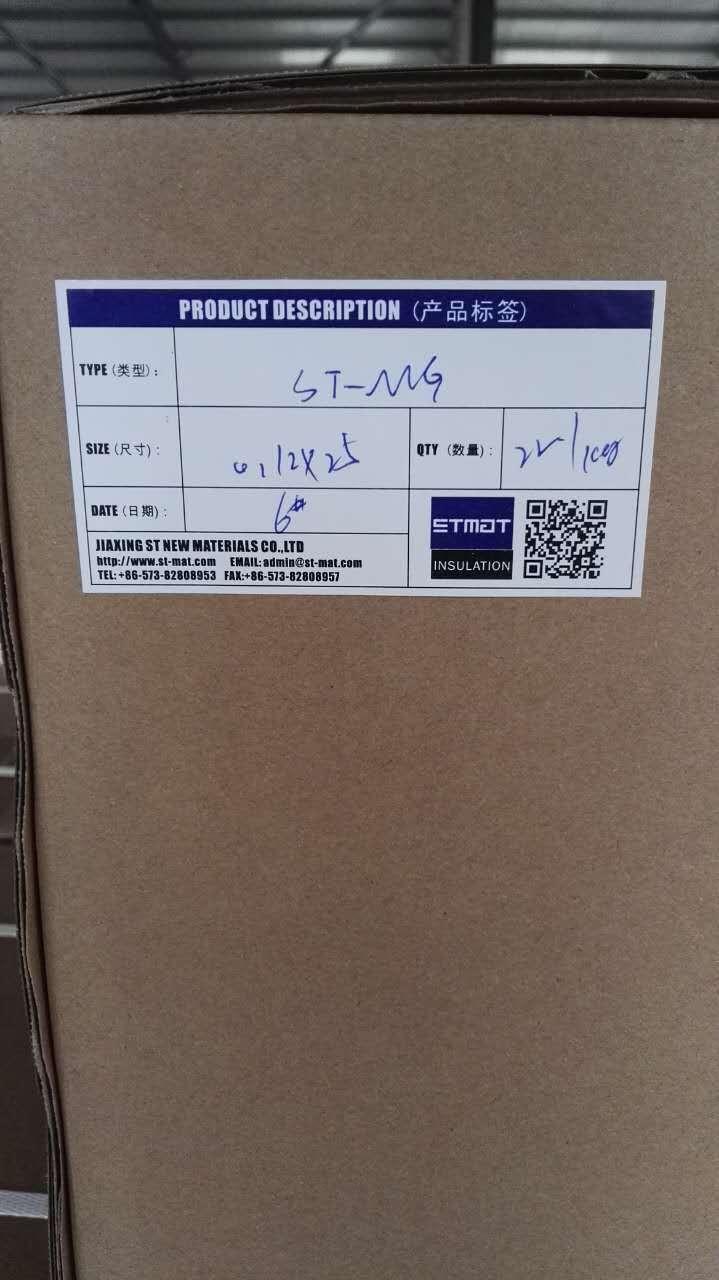 PRODUCT DESCRIPTION (产品标签)
TYPE (类型): ST-MG
SIZE (尺寸): 0,12X25 QTY (数量):
DATE (日期): 6#
STMAT
INSULATION
JIAXING ST NEW MATERIALS CO.,LTD
http://www.st-mat.com EMAIL: admin@st-mat.com
TEL: +86-573-82808953 FAX:+86-573-82808957